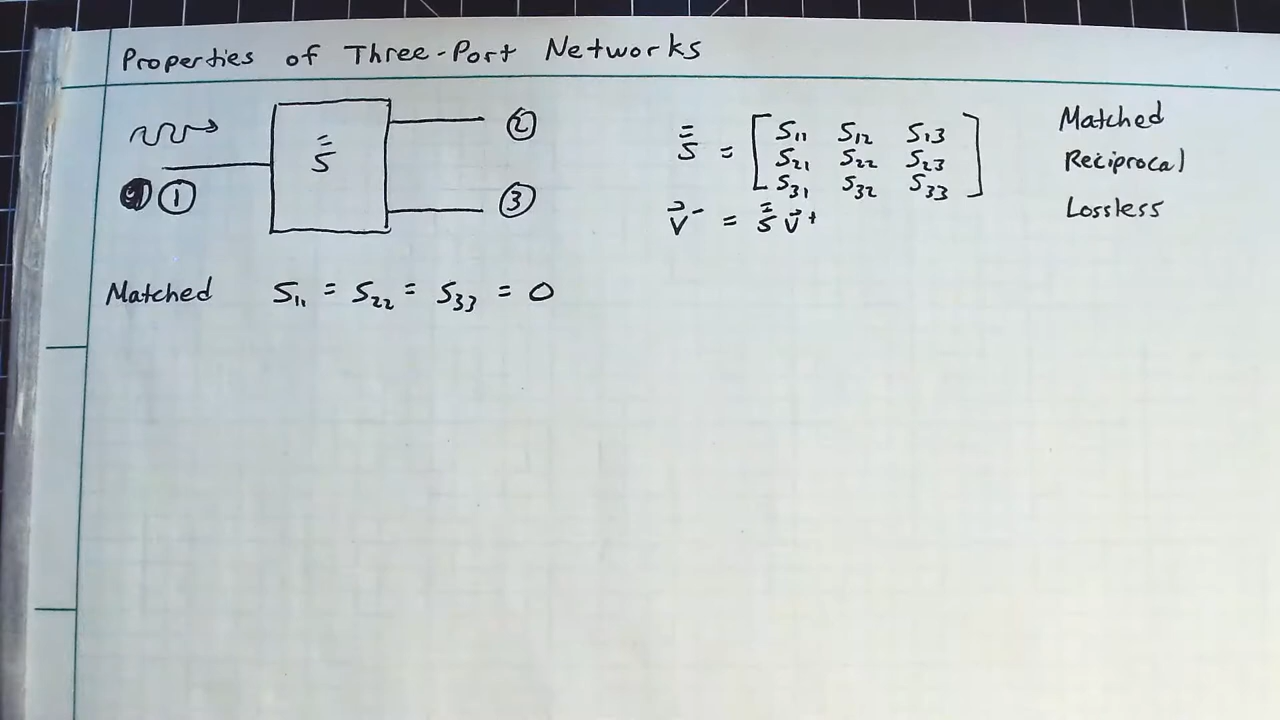 Properties of Three-Port Networks
① S̿ ② ③
S̿ = [ S₁₁ S₁₂ S₁₃
S₂₁ S₂₂ S₂₃
S₃₁ S₃₂ S₃₃ ]
V⃗⁻ = S̿ V⃗⁺
Matched
Reciprocal
Lossless
Matched S₁₁ = S₂₂ = S₃₃ = 0